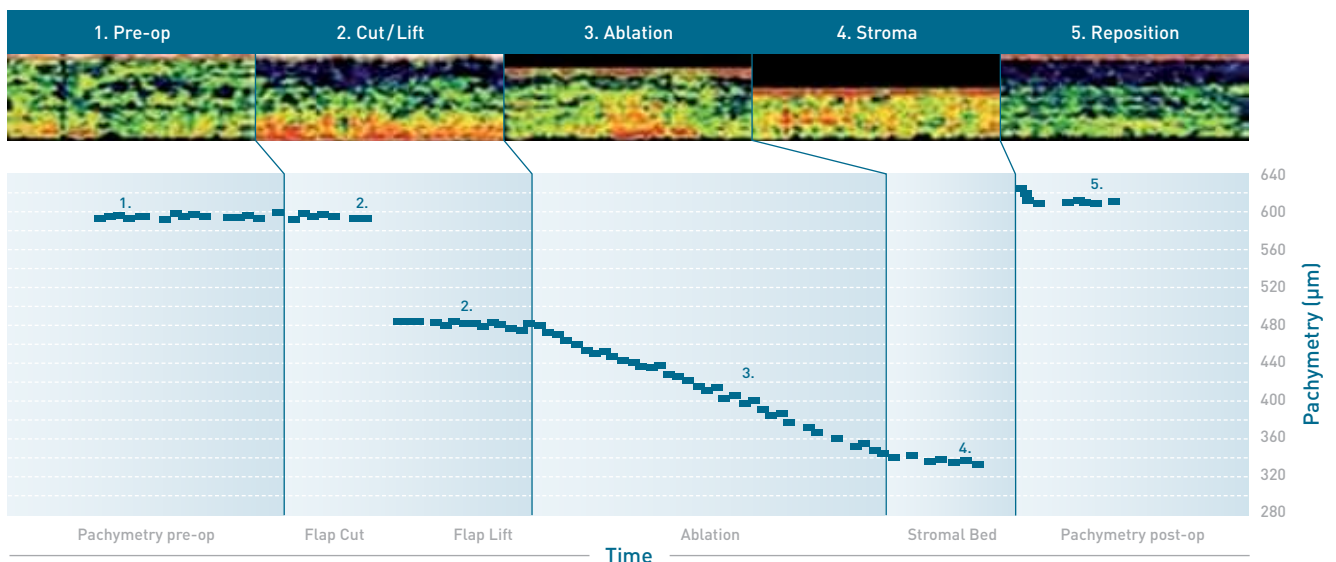 1. Pre-op
2. Cut/Lift
3. Ablation
4. Stroma
5. Reposition
1.
2.
2.
3.
4.
5.
640
600
560
520
480
440
400
360
320
280
Pachymetry (µm)
Pachymetry pre-op
Flap Cut
Flap Lift
Ablation
Stromal Bed
Pachymetry post-op
Time